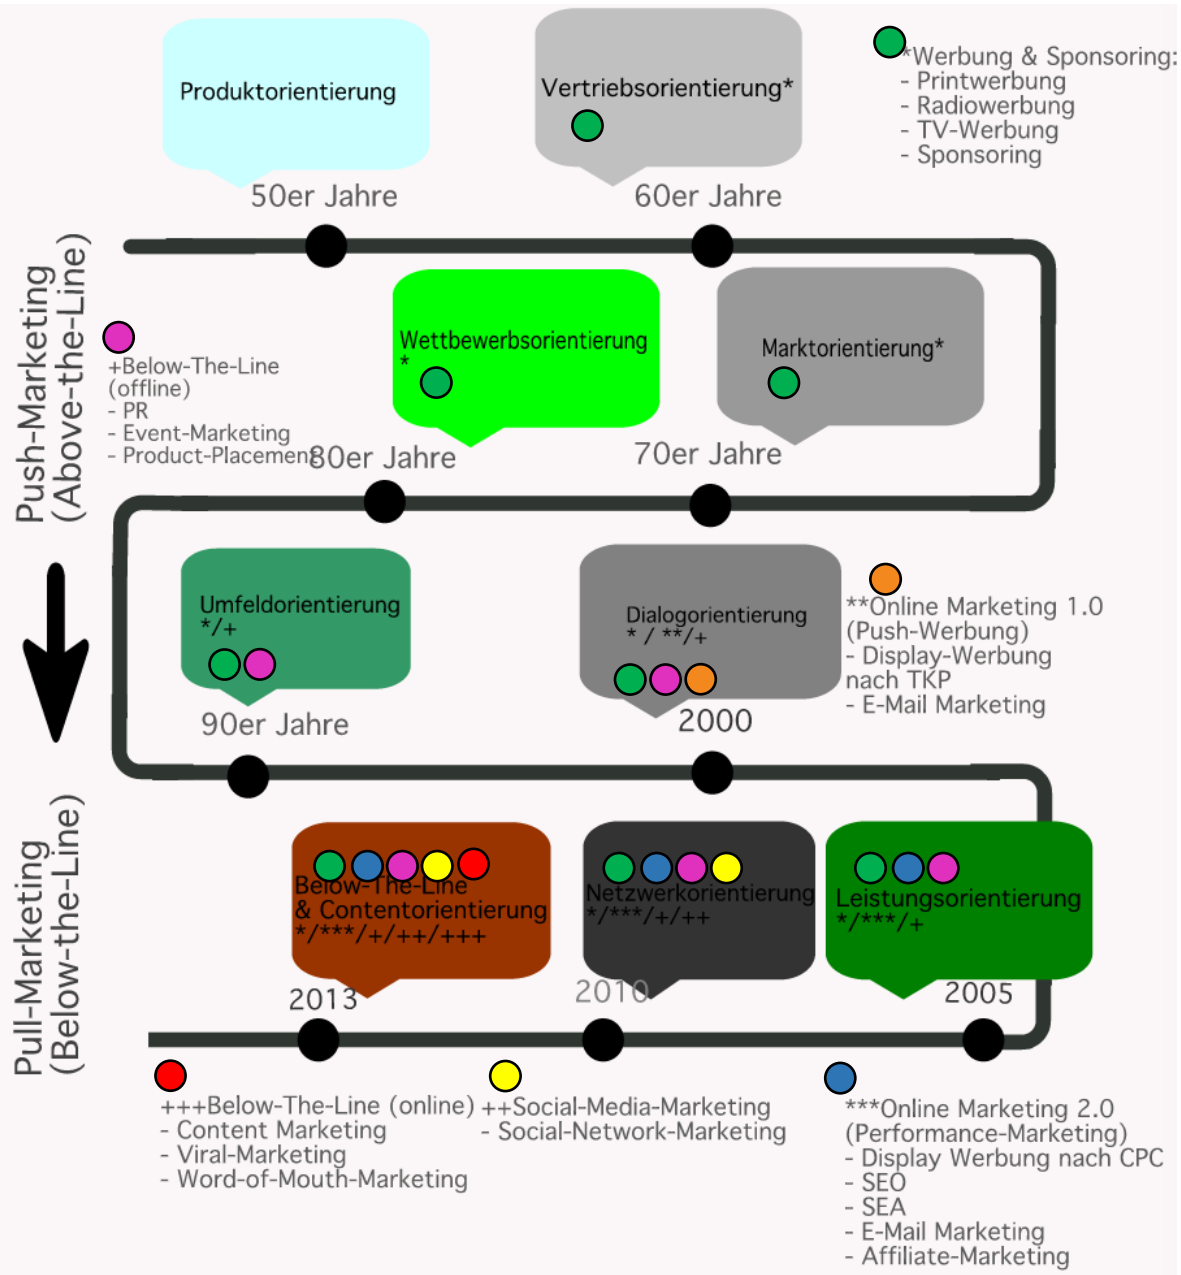 Produktorientierung
50er Jahre
Vertriebsorientierung*
60er Jahre
*Werbung & Sponsoring:
- Printwerbung
- Radiowerbung
- TV-Werbung
- Sponsoring
Push-Marketing
(Above-the-Line)
Marktorientierung*
70er Jahre
Wettbewerbsorientierung
*
80er Jahre
+Below-The-Line
(offline)
- PR
- Event-Marketing
- Product-Placement
Umfeldorientierung
*/+
90er Jahre
Dialogorientierung
* / **/+
2000
**Online Marketing 1.0
(Push-Werbung)
- Display-Werbung
nach TKP
- E-Mail Marketing
Pull-Marketing
(Below-the-Line)
Leistungsorientierung
*/***/+
2005
Netzwerkorientierung
*/***/+/++
2010
Below-The-Line
& Contentorientierung
*/***/+/++/+++
2013
+++Below-The-Line (online)
- Content Marketing
- Viral-Marketing
- Word-of-Mouth-Marketing
++Social-Media-Marketing
- Social-Network-Marketing
***Online Marketing 2.0
(Performance-Marketing)
- Display Werbung nach CPC
- SEO
- SEA
- E-Mail Marketing
- Affiliate-Marketing